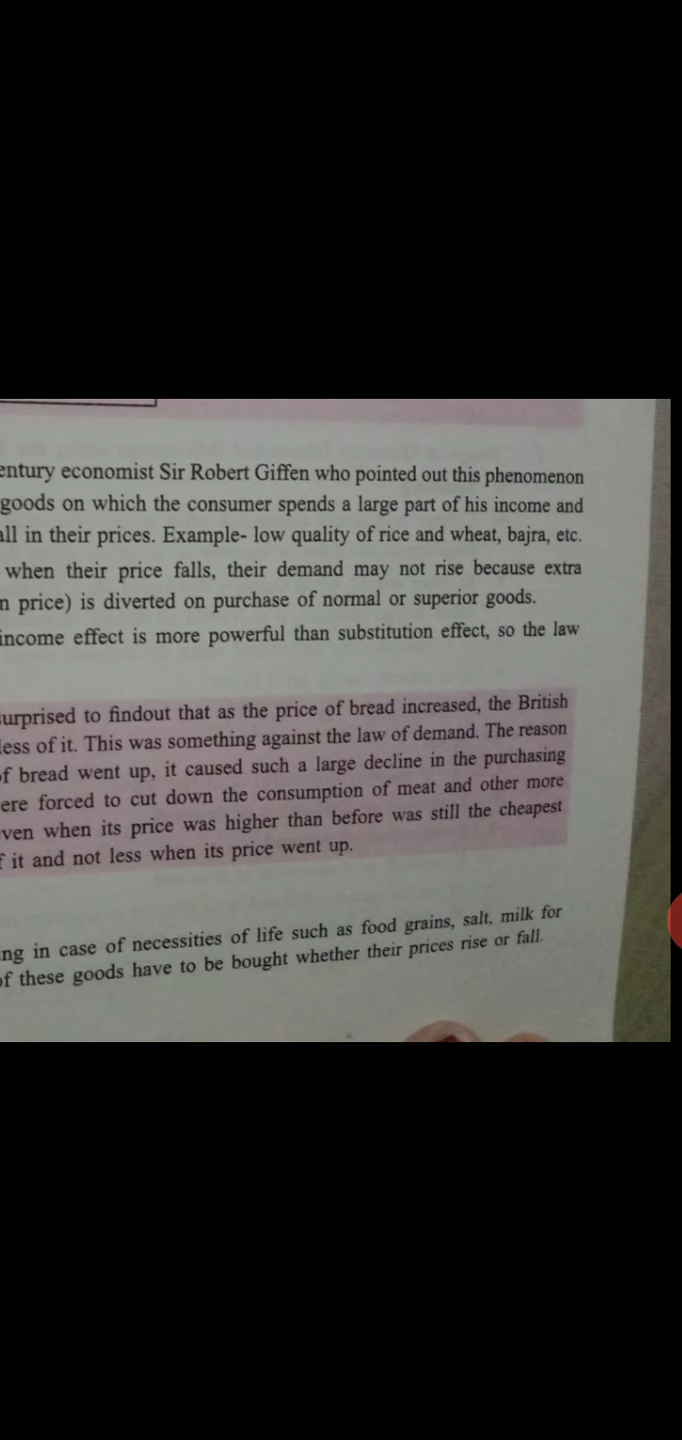 entury economist Sir Robert Giffen who pointed out this phenomenon
goods on which the consumer spends a large part of his income and
all in their prices. Example- low quality of rice and wheat, bajra, etc.
when their price falls, their demand may not rise because extra
n price) is diverted on purchase of normal or superior goods.
income effect is more powerful than substitution effect, so the law
surprised to findout that as the price of bread increased, the British
less of it. This was something against the law of demand. The reason
of bread went up, it caused such a large decline in the purchasing
ere forced to cut down the consumption of meat and other more
ven when its price was higher than before was still the cheapest
f it and not less when its price went up.
ng in case of necessities of life such as food grains, salt, milk for
of these goods have to be bought whether their prices rise or fall.